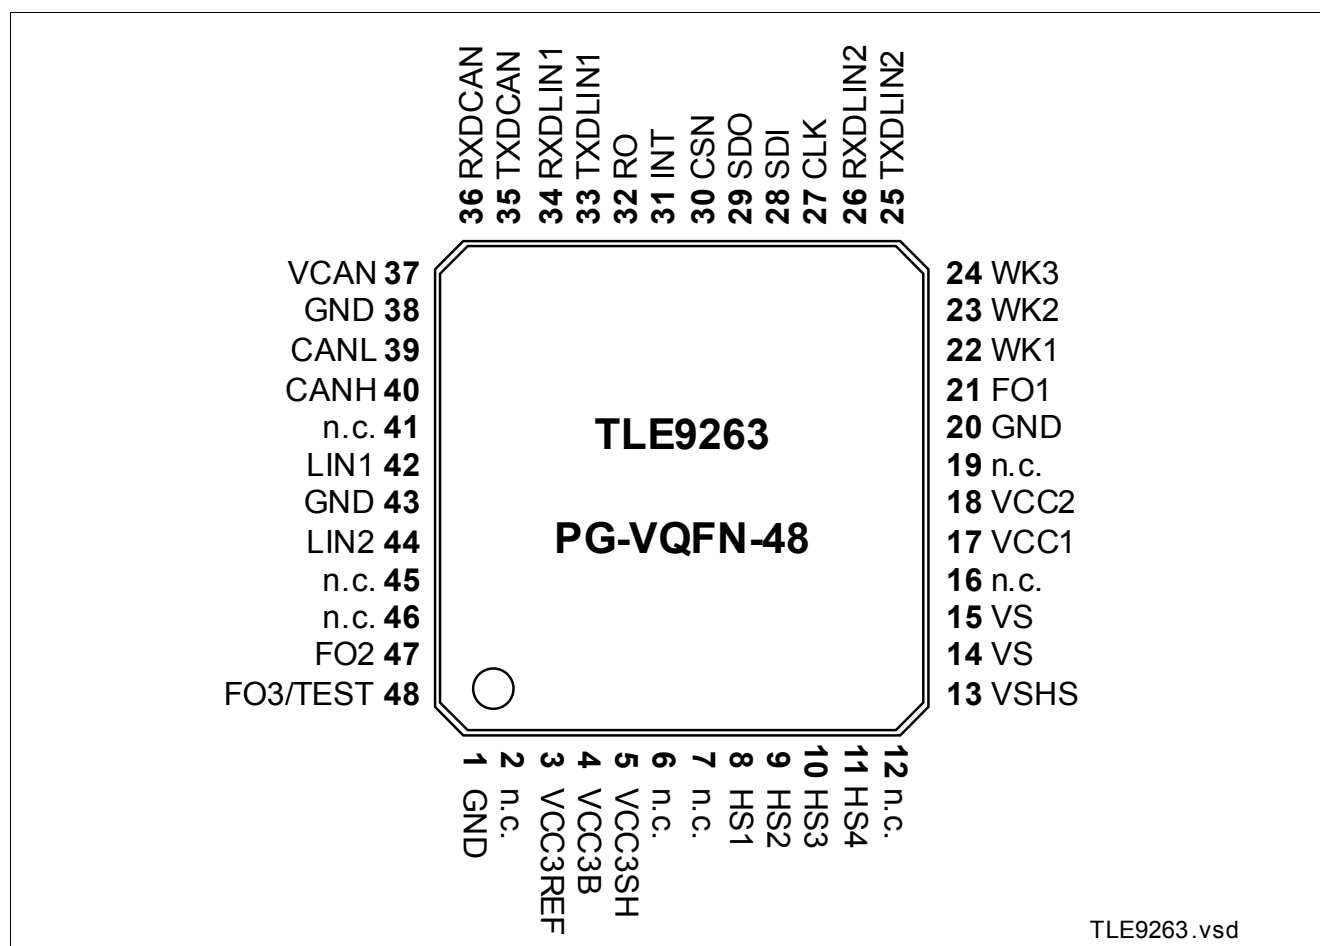 36 RXDCAN
35 TXDCAN
34 RXDLIN1
33 TXDLIN1
32 RO
31 INT
30 CSN
29 SDO
28 SDI
27 CLK
26 RXDLIN2
25 TXDLIN2
VCAN 37
GND 38
CANL 39
CANH 40
n.c. 41
LIN1 42
GND 43
LIN2 44
n.c. 45
n.c. 46
FO2 47
FO3/TEST 48
TLE9263
PG-VQFN-48
24 WK3
23 WK2
22 WK1
21 FO1
20 GND
19 n.c.
18 VCC2
17 VCC1
16 n.c.
15 VS
14 VS
13 VSHS
1 GND
2 n.c.
3 VCC3REF
4 VCC3B
5 VCC3SH
6 n.c.
7 n.c.
8 HS1
9 HS2
10 HS3
11 HS4
12 n.c.
TLE9263.vsd